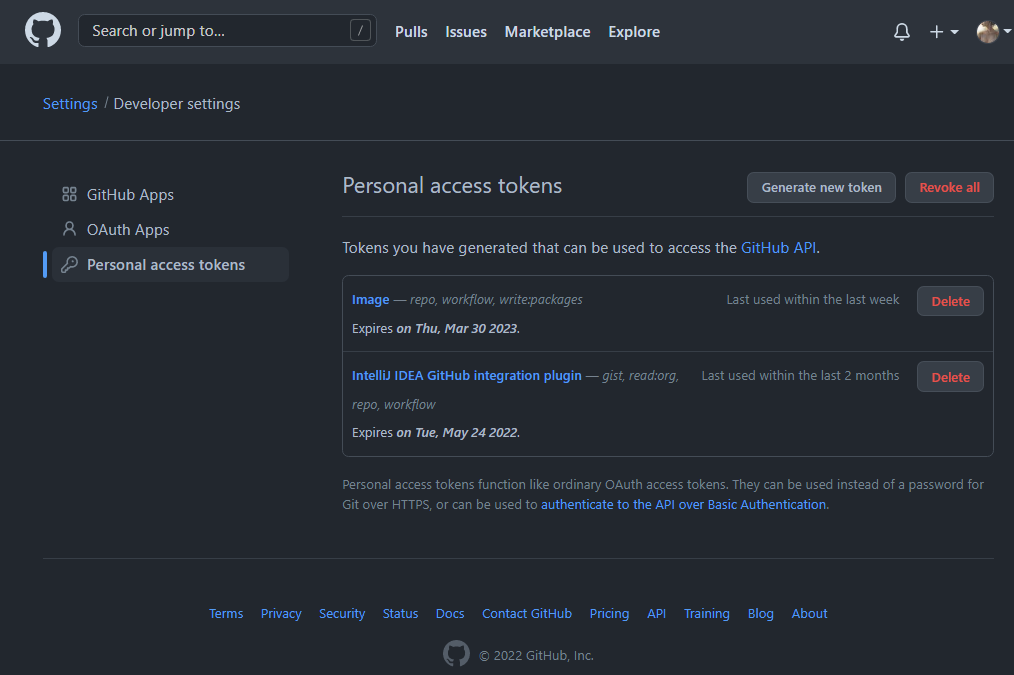 Search or jump to... /
Pulls Issues Marketplace Explore
Settings / Developer settings
GitHub Apps
OAuth Apps
Personal access tokens
Personal access tokens
Generate new token
Revoke all
Tokens you have generated that can be used to access the GitHub API.
Image — repo, workflow, write:packages
Last used within the last week
Delete
Expires on Thu, Mar 30 2023.
IntelliJ IDEA GitHub integration plugin — gist, read:org,
repo, workflow
Last used within the last 2 months
Delete
Expires on Tue, May 24 2022.
Personal access tokens function like ordinary OAuth access tokens. They can be used instead of a password for
Git over HTTPS, or can be used to authenticate to the API over Basic Authentication.
Terms Privacy Security Status Docs Contact GitHub Pricing API Training Blog About
© 2022 GitHub, Inc.